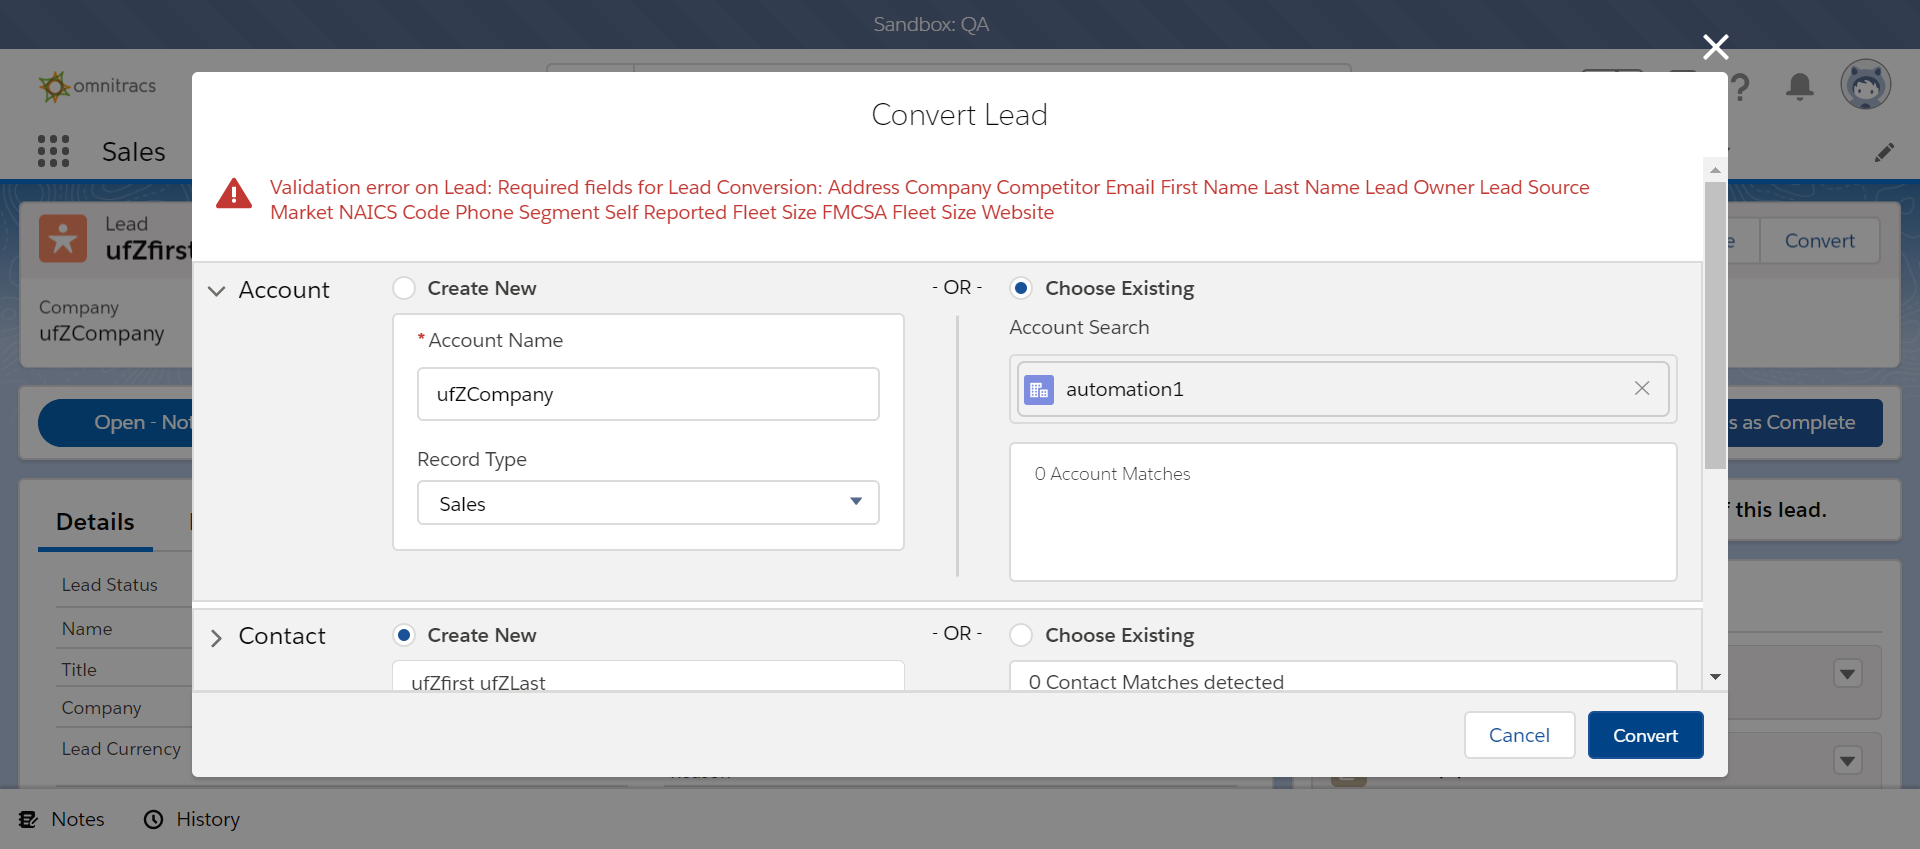 Sandbox: QA
omnitracs
Sales
Convert Lead
Validation error on Lead: Required fields for Lead Conversion: Address Company Competitor Email First Name Last Name Lead Owner Lead Source
Market NAICS Code Phone Segment Self Reported Fleet Size FMCSA Fleet Size Website
Lead
ufZfirst
Convert
Company
ufZCompany
Account
Create New
- OR -
Choose Existing
* Account Name
ufZCompany
Record Type
Sales
Account Search
automation1
0 Account Matches
Open - Not
s as Complete
Details
this lead.
Lead Status
Name
Title
Company
Lead Currency
Contact
Create New
- OR -
Choose Existing
ufZfirst ufZLast
0 Contact Matches detected
Cancel
Convert
Notes
History